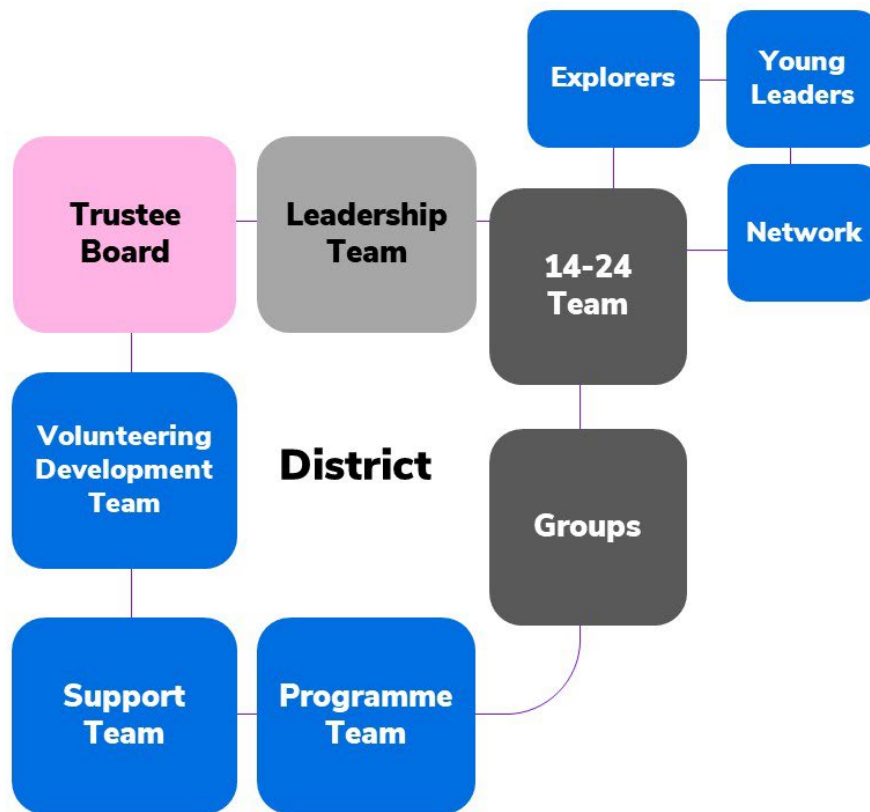 Explorers
Young
Leaders
Trustee
Board
Leadership
Team
14-24
Team
Network
Volunteering
Development
Team
District
Groups
Support
Team
Programme
Team